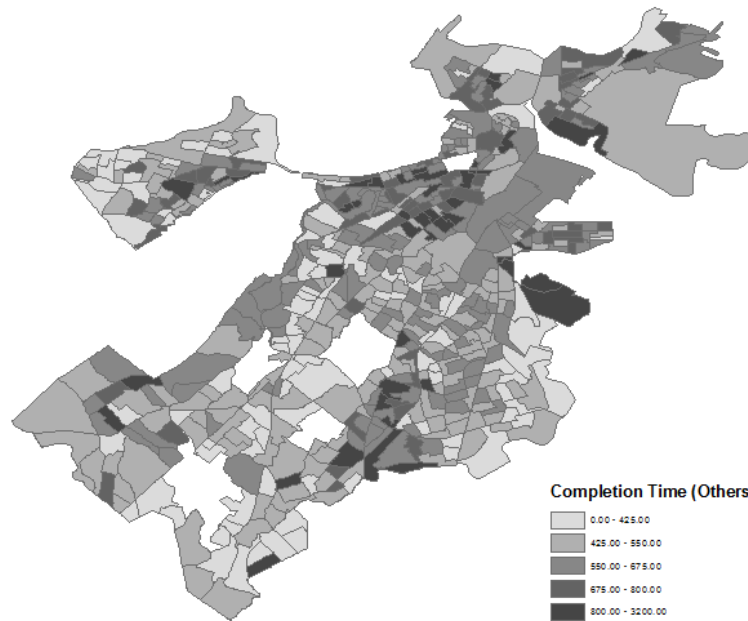 Completion Time (Others
0.00 - 425.00
425.00 - 550.00
550.00 - 675.00
675.00 - 800.00
800.00 - 3200.00